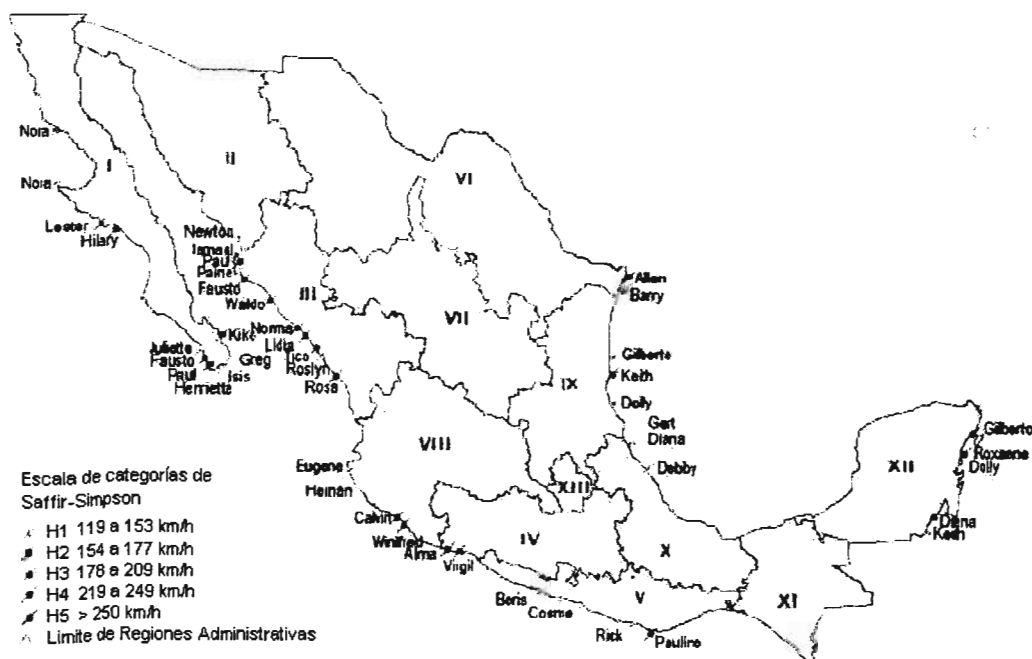 Nora
I
II
VI
Nora
Lester
Hilary
Newton
Ismael
Paul
Paine
Fausto
Waldo
III
Allen
Barry
VII
Norma
Lidia
Kiko
Lico
Roslyn
Rosa
Juliette
Fausto
Greg
Paul
Isis
Henrietta
Gilberto
Keith
IX
Dolly
Gert
Diana
Debby
VIII
Gilberto
Roxanne
Dolly
XII
Eugene
Hernán
XIII
Diana
Keith
Calvin
Winifred
Alma
Virgil
IV
X
Boris
Cosme
V
XI
Rick
Pauline
Escala de categorías de
Saffir-Simpson
H1 119 a 153 km/h
H2 154 a 177 km/h
H3 178 a 209 km/h
H4 219 a 249 km/h
H5 > 250 km/h
Limite de Regiones Administrativas